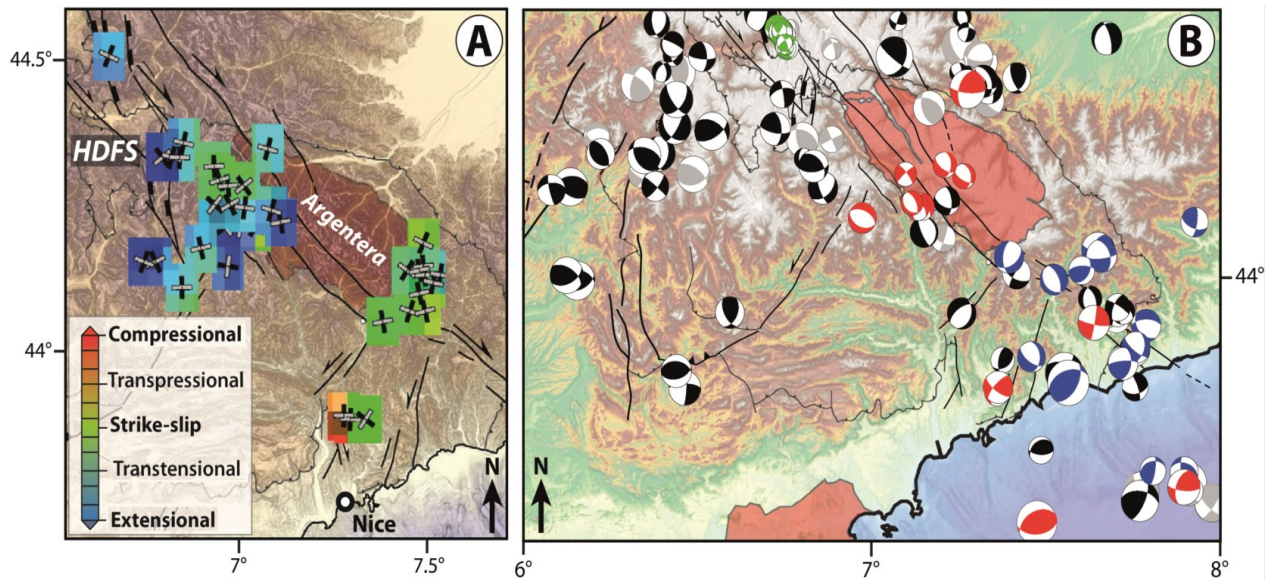 A
B
44.5°
HDFS
Argentera
44°
44°
Compressional
Transpressional
Strike-slip
Transtensional
Extensional
N
N
Nice
7°
7.5°
6°
7°
8°